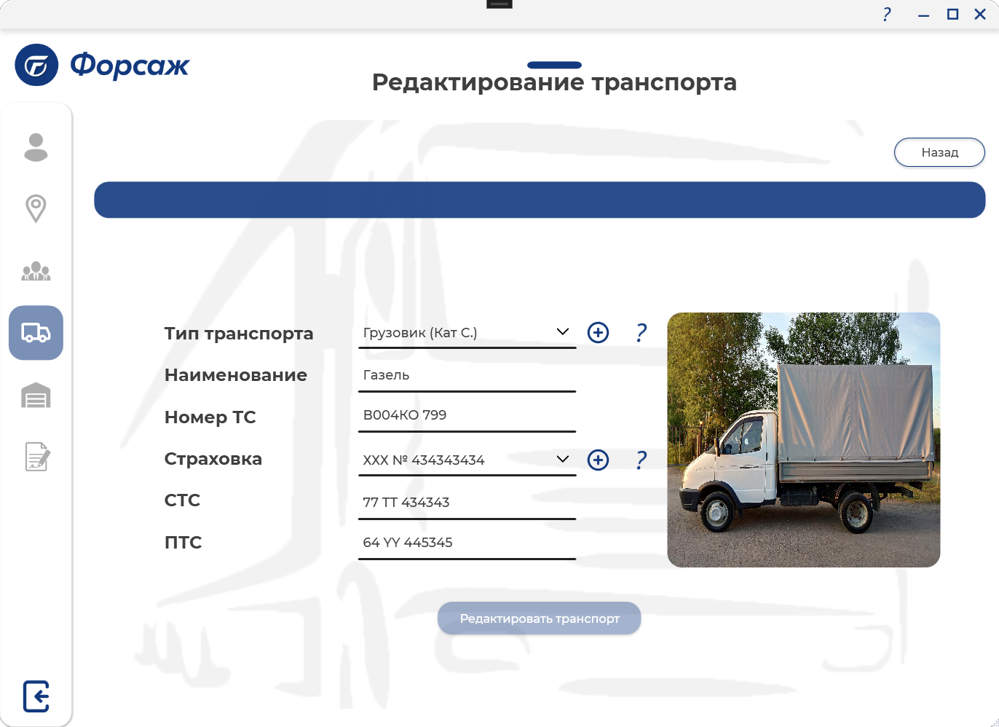 ?
Форсаж
Редактирование транспорта
Назад
Тип транспорта
Грузовик (Кат С.)
?
Наименование
Газель
Номер ТС
В004КО 799
Страховка
ХХХ № 434343434
?
СТС
77 ТТ 434343
ПТС
64 YY 445345
Редактировать транспорт